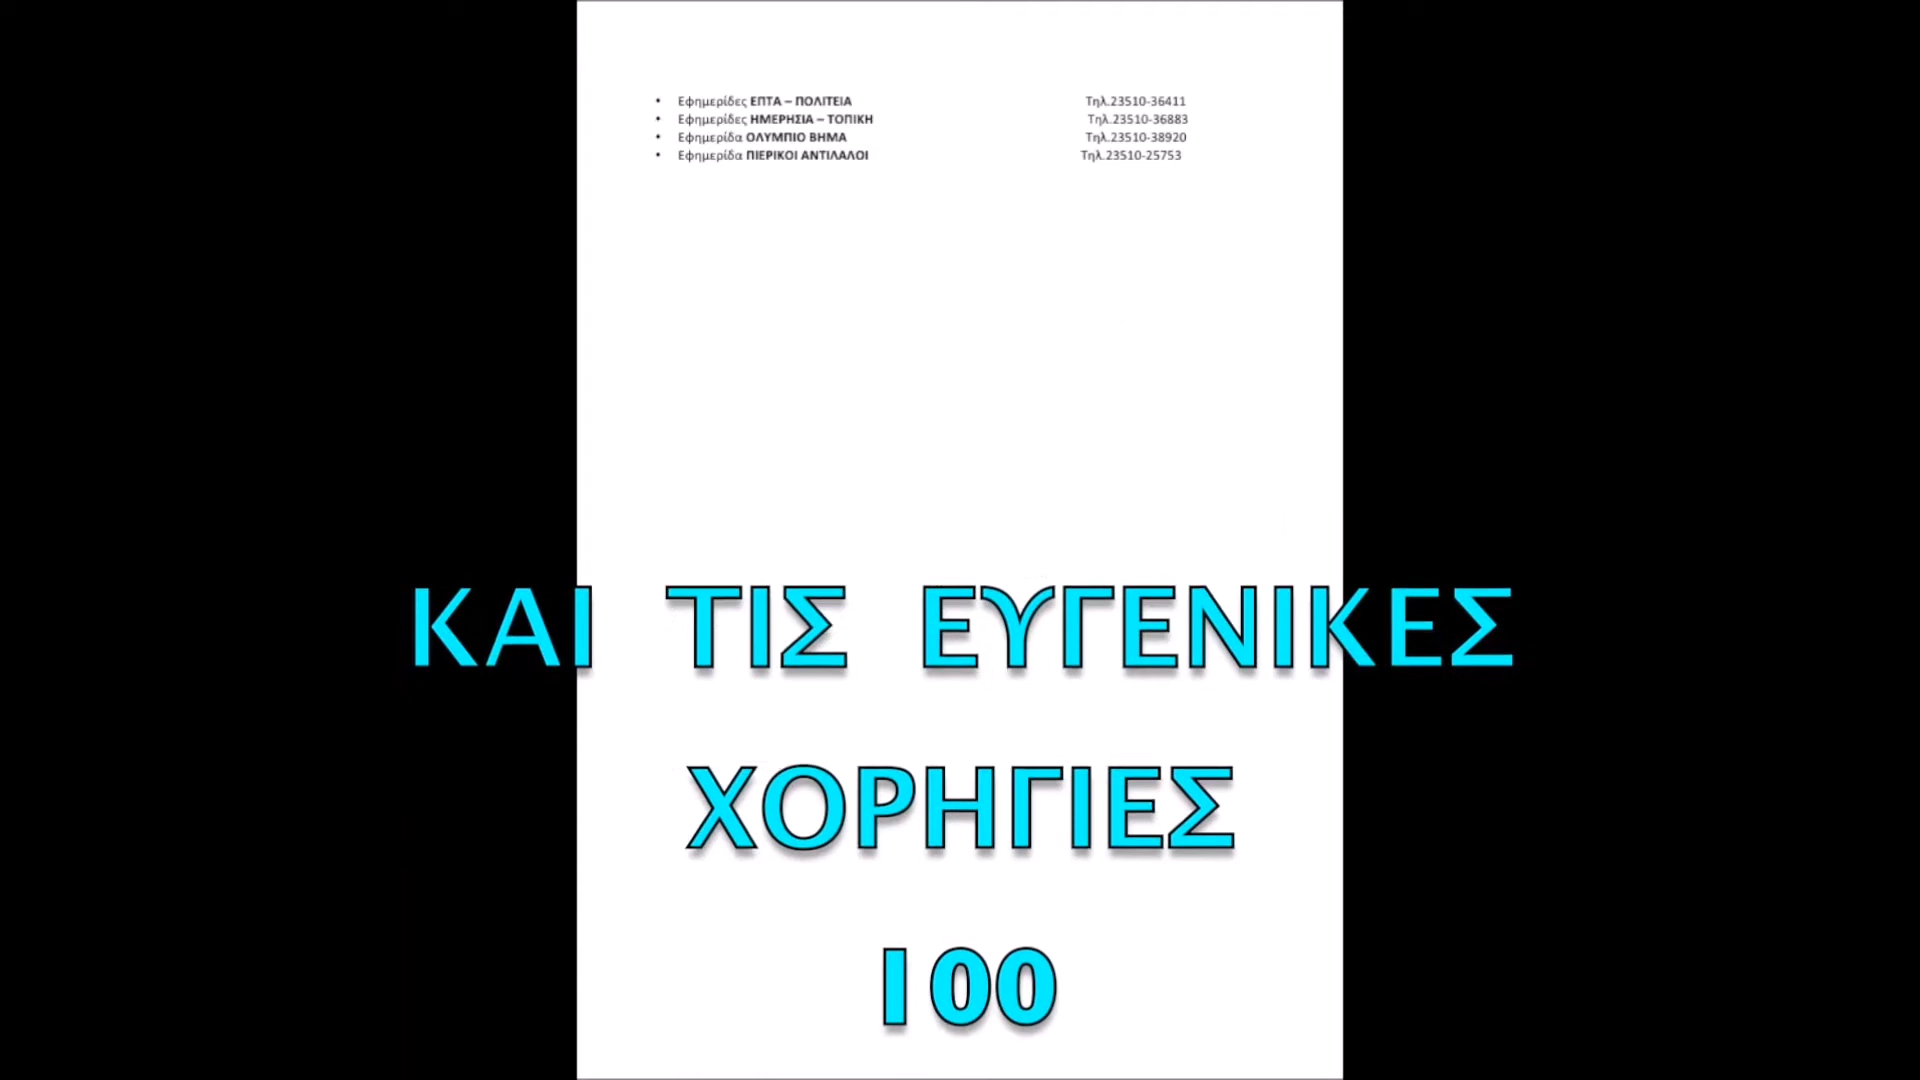 • Εφημερίδες ΕΠΤΑ – ΠΟΛΙΤΕΙΑ Τηλ.23510-36411
• Εφημερίδες ΗΜΕΡΗΣΙΑ – ΤΟΠΙΚΗ Τηλ.23510-36883
• Εφημερίδα ΟΛΥΜΠΙΟ ΒΗΜΑ Τηλ.23510-38920
• Εφημερίδα ΠΙΕΡΙΚΟΙ ΑΝΤΙΛΑΛΟΙ Τηλ.23510-25753
ΚΑΙ ΤΙΣ ΕΥΓΕΝΙΚΕΣ
ΧΟΡΗΓΙΕΣ
100